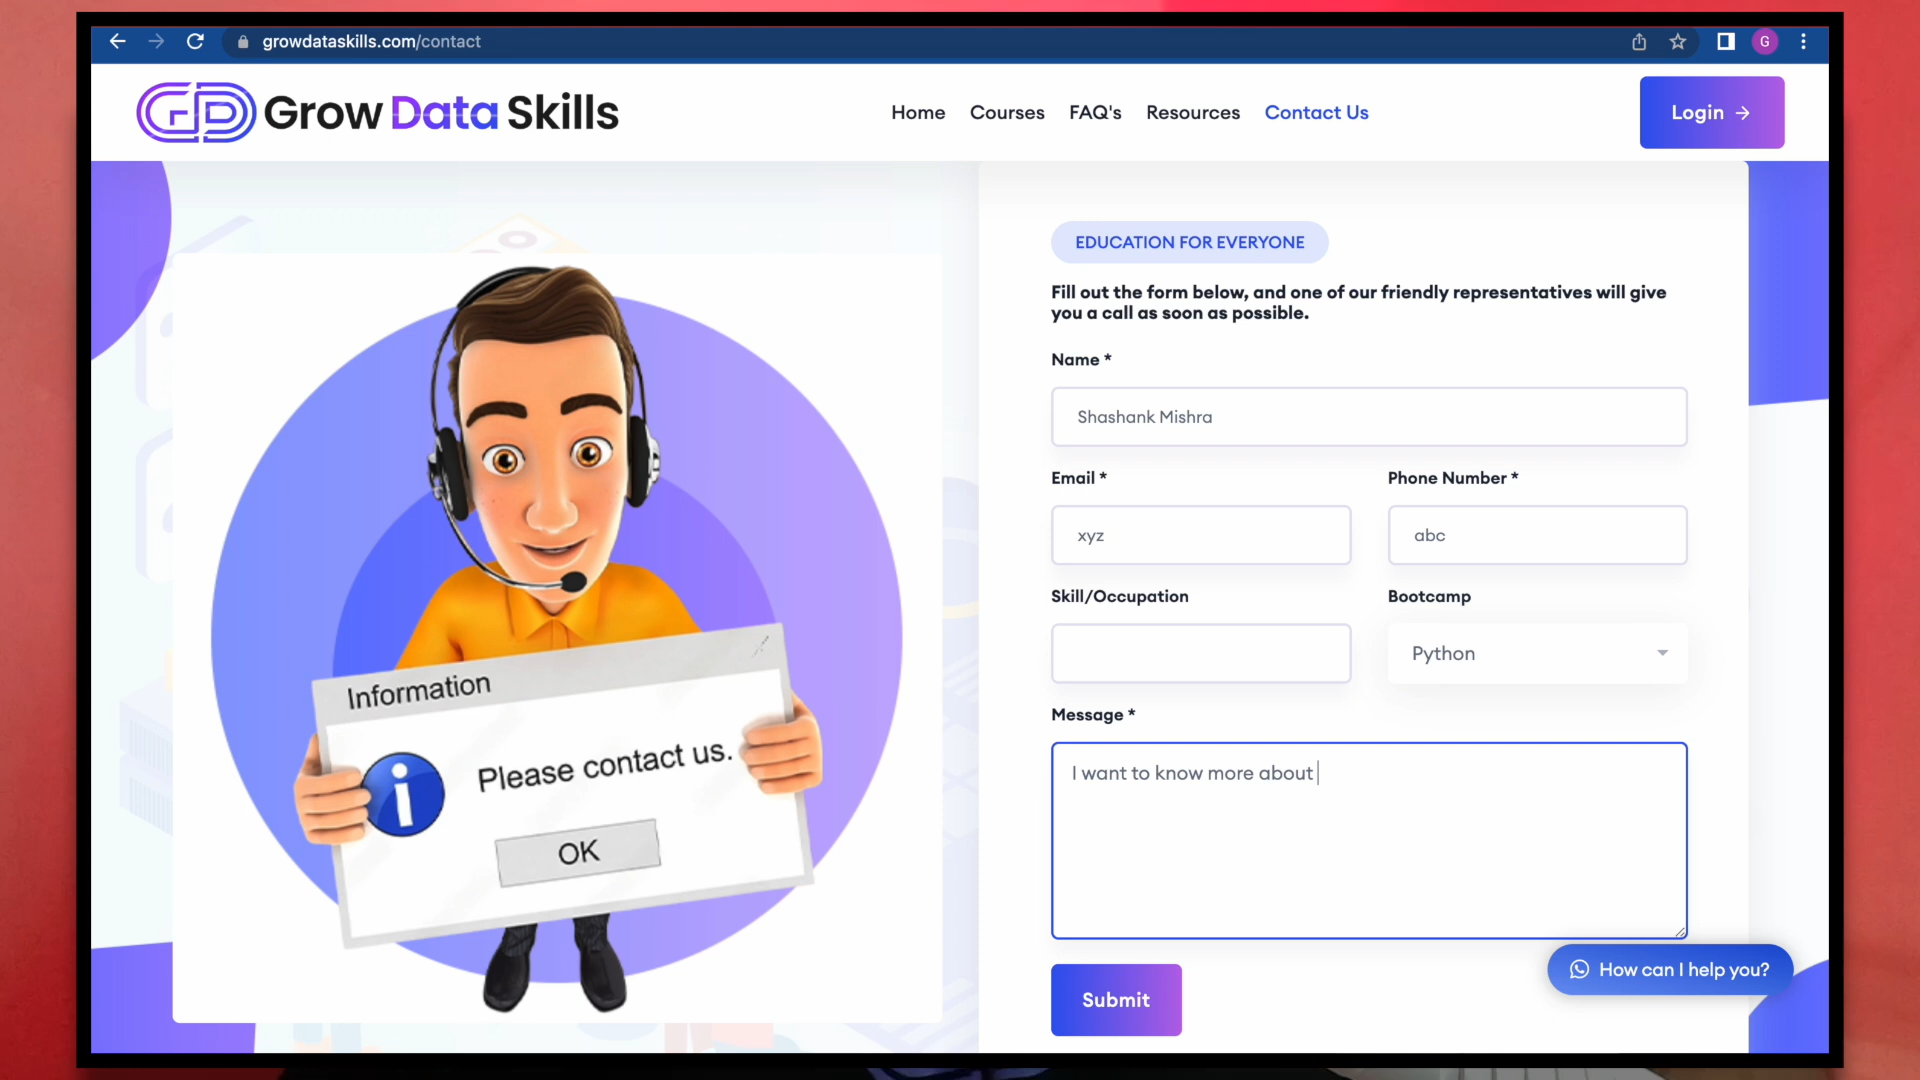 growdataskills.com/contact
G
Grow Data Skills
Home
Courses
FAQ's
Resources
Contact Us
Login →
EDUCATION FOR EVERYONE
Fill out the form below, and one of our friendly representatives will give
you a call as soon as possible.
Name *
Shashank Mishra
Email *
Phone Number *
xyz
abc
Skill/Occupation
Bootcamp
Python
Message *
I want to know more about
Submit
How can I help you?
Information
i
Please contact us.
OK